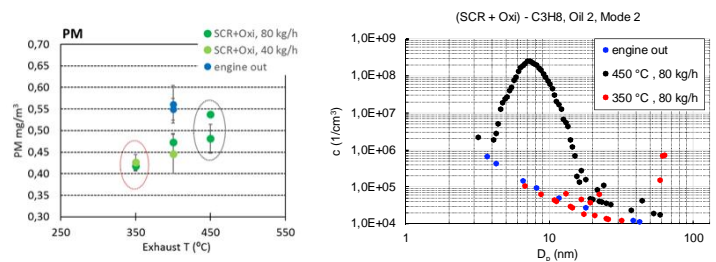 PM
SCR+Oxi, 80 kg/h
SCR+Oxi, 40 kg/h
engine out
0,70
0,65
0,60
0,55
0,50
0,45
0,40
0,35
0,30
PM mg/m³
250 350 450 550
Exhaust T (°C)
(SCR + Oxi) - C3H8, Oil 2, Mode 2
1,0E+09
1,0E+08
1,0E+07
1,0E+06
1,0E+05
1,0E+04
c (1/cm³)
engine out
450 °C , 80 kg/h
350 °C , 80 kg/h
1 10 100
Dp (nm)